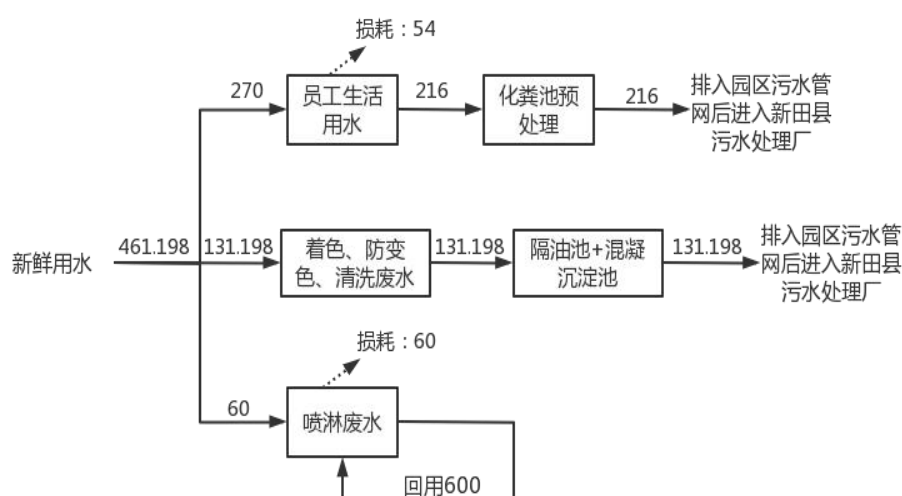 损耗：54
270
员工生活
用水
216
化粪池预
处理
216
排入园区污水管
网后进入新田县
污水处理厂
新鲜用水
461.198
131.198
着色、防变
色、清洗废水
131.198
隔油池+混凝
沉淀池
131.198
排入园区污水管
网后进入新田县
污水处理厂
损耗：60
60
喷淋废水
回用600